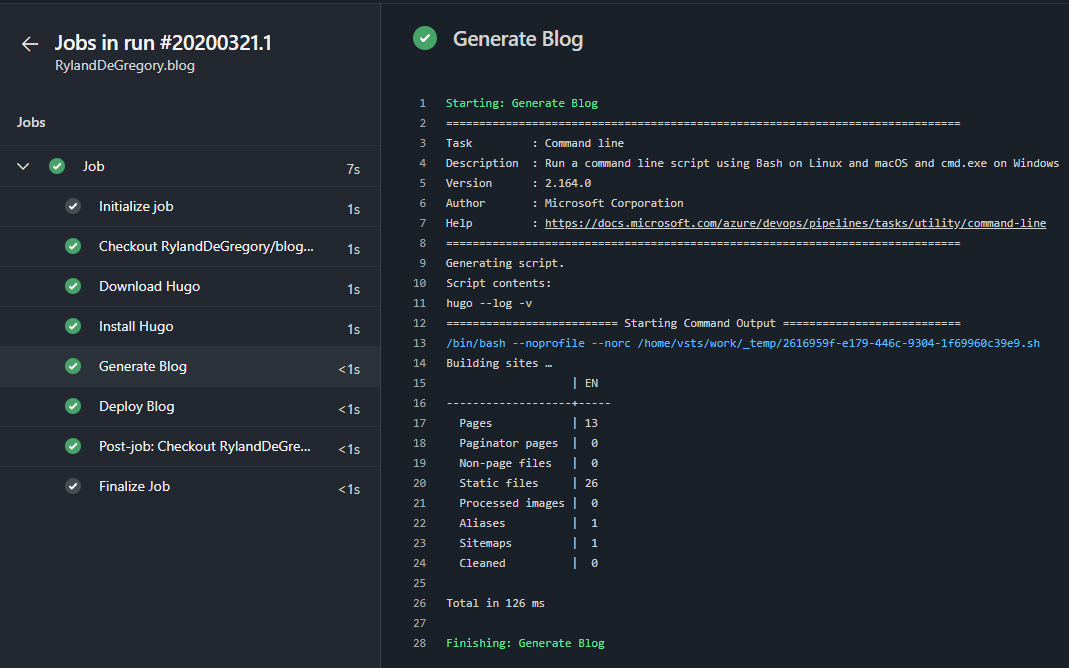 Jobs in run #20200321.1
RylandDeGregory.blog
Jobs
Job 7s
Initialize job 1s
Checkout RylandDeGregory/blog... 1s
Download Hugo 1s
Install Hugo 1s
Generate Blog <1s
Deploy Blog <1s
Post-job: Checkout RylandDeGre... <1s
Finalize Job <1s
Generate Blog
1 Starting: Generate Blog
2 ==============================================================================
3 Task         : Command line
4 Description  : Run a command line script using Bash on Linux and macOS and cmd.exe on Windows
5 Version      : 2.164.0
6 Author       : Microsoft Corporation
7 Help         : https://docs.microsoft.com/azure/devops/pipelines/tasks/utility/command-line
8 ==============================================================================
9 Generating script.
10 Script contents:
11 hugo --log -v
12 ========================== Starting Command Output ===========================
13 /bin/bash --noprofile --norc /home/vsts/work/_temp/2616959f-e179-446c-9304-1f69960c39e9.sh
14 Building sites …
15                    | EN
16 -------------------+-----
17   Pages            | 13
18   Paginator pages  |  0
19   Non-page files   |  0
20   Static files     | 26
21   Processed images |  0
22   Aliases          |  1
23   Sitemaps         |  1
24   Cleaned          |  0
25
26 Total in 126 ms
27
28 Finishing: Generate Blog